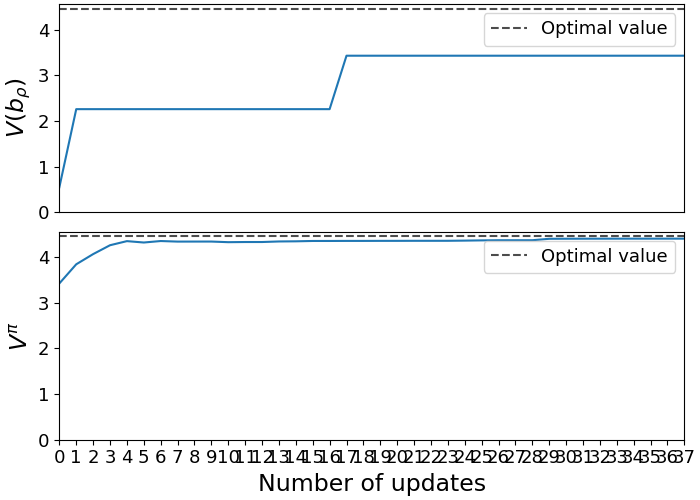 Optimal value
4
3
2
1
0
V(b_ρ)
Optimal value
4
3
2
1
0
V^π
0 1 2 3 4 5 6 7 8 9 10 11 12 13 14 15 16 17 18 19 20 21 22 23 24 25 26 27 28 29 30 31 32 33 34 35 36 37
Number of updates